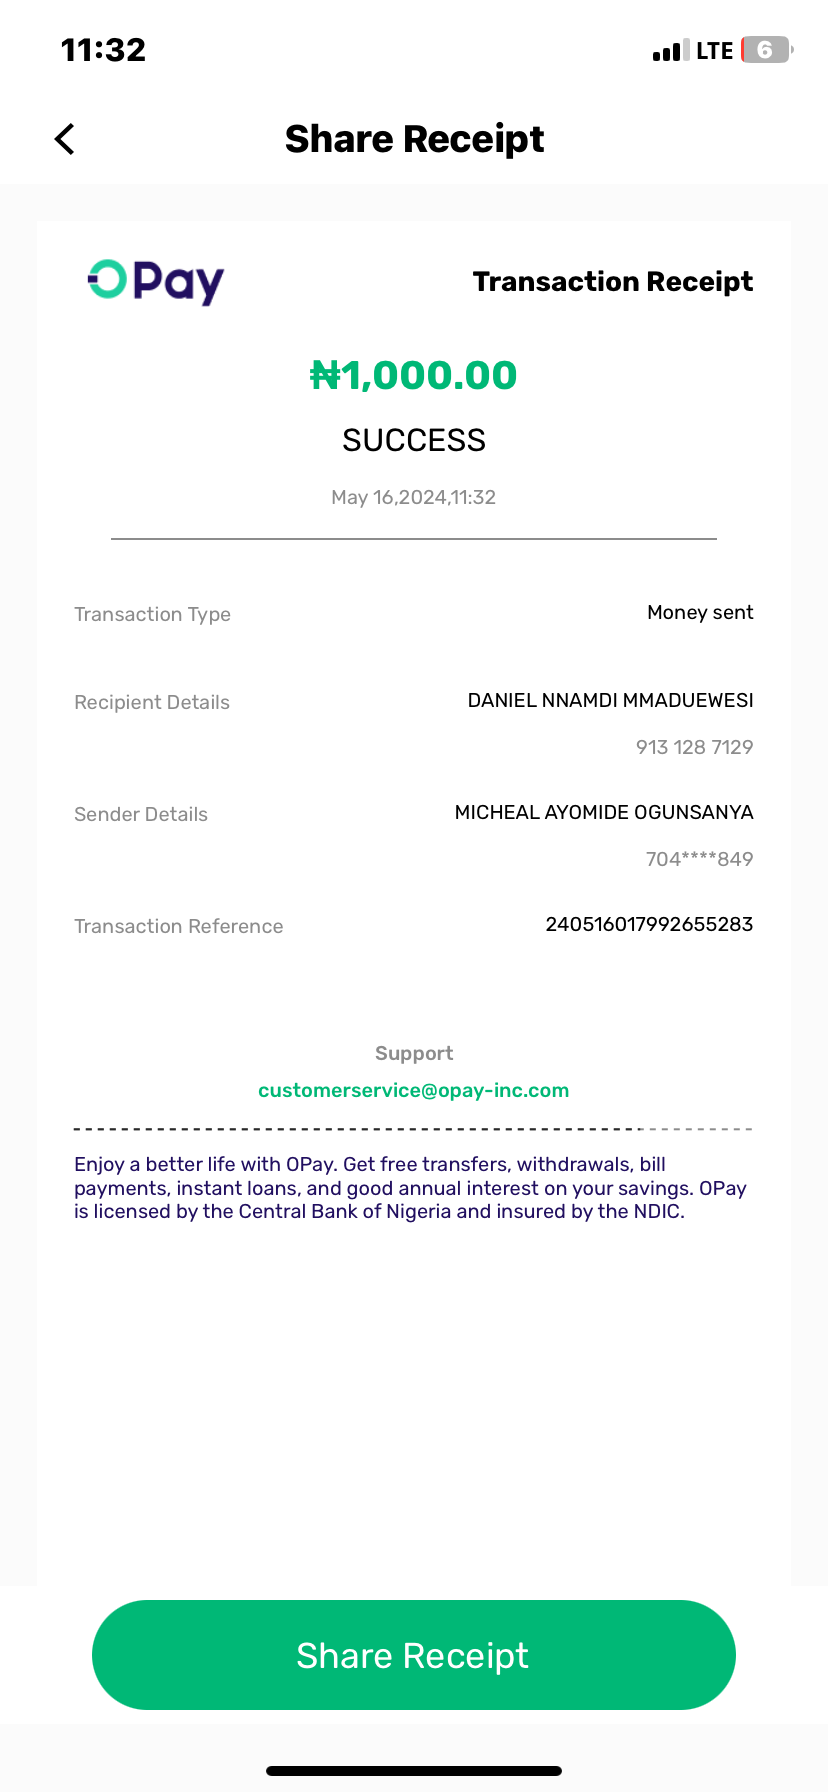 11:32
LTE 6
Share Receipt
OPay
Transaction Receipt
₦1,000.00
SUCCESS
May 16,2024,11:32
Transaction Type
Money sent
Recipient Details
DANIEL NNAMDI MMADUEWESI
913 128 7129
Sender Details
MICHEAL AYOMIDE OGUNSANYA
704****849
Transaction Reference
240516017992655283
Support
customerservice@opay-inc.com
Enjoy a better life with OPay. Get free transfers, withdrawals, bill
payments, instant loans, and good annual interest on your savings. OPay
is licensed by the Central Bank of Nigeria and insured by the NDIC.
Share Receipt